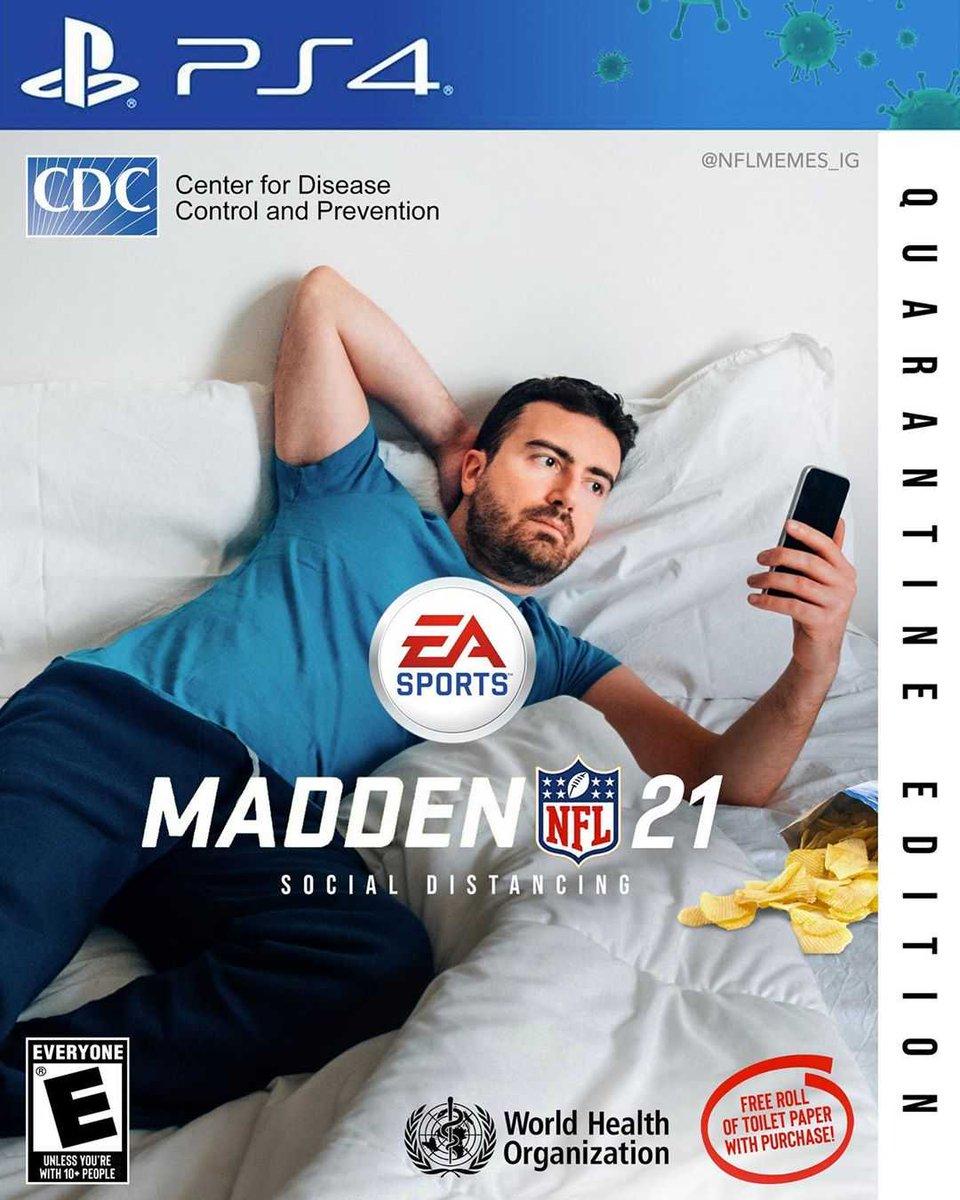 PS4
CDC
Center for Disease
Control and Prevention
@NFLMEMES_IG
QUARANTINE EDITION
EA
SPORTS™
MADDEN NFL 21
SOCIAL DISTANCING
EVERYONE
E
UNLESS YOU'RE
WITH 10+ PEOPLE
World Health
Organization
FREE ROLL
OF TOILET PAPER
WITH PURCHASE!